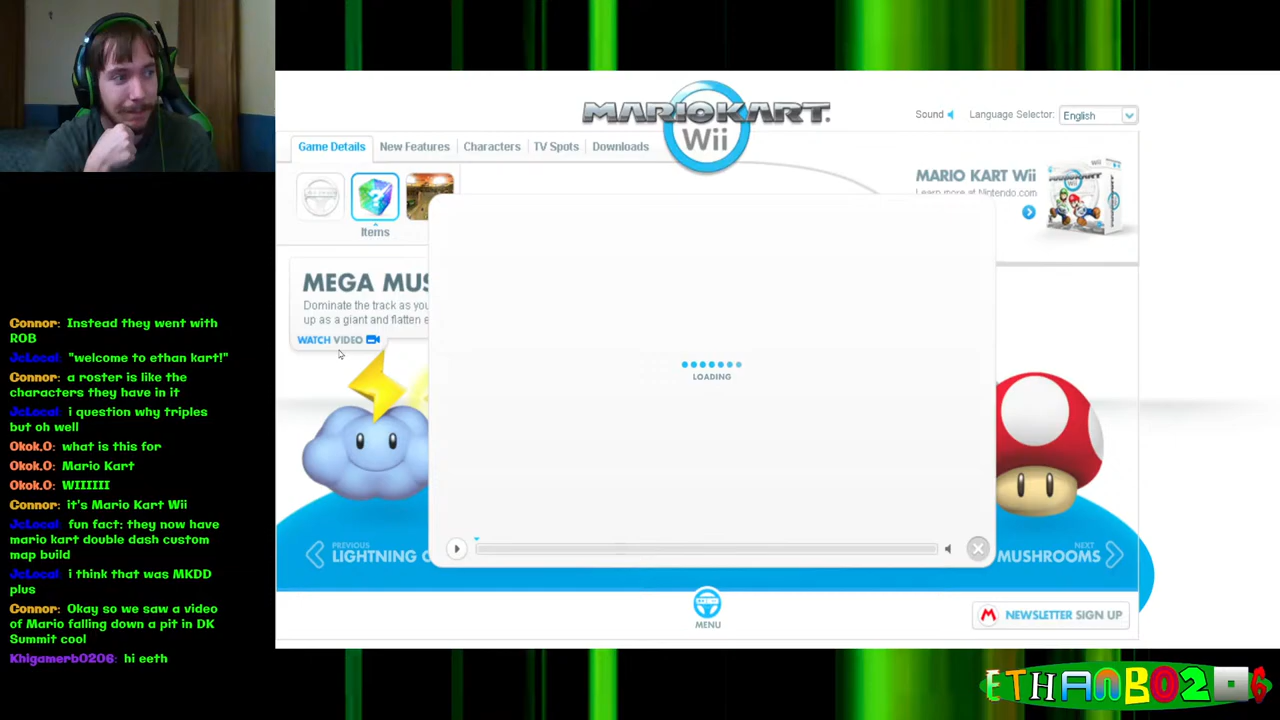 MARIOKART
Wii
Sound
Language Selector:
English
Game Details
New Features
Characters
TV Spots
Downloads
MARIO KART Wii
Learn more at Nintendo.com
Items
MEGA MUS
Dominate the track as you
up as a giant and flatten e
WATCH VIDEO
LOADING
PREVIOUS
LIGHTNING C
NEXT
MUSHROOMS
MENU
NEWSLETTER SIGN UP
Connor: Instead they went with
ROB
JcLocal: "welcome to ethan kart!"
Connor: a roster is like the
characters they have in it
JcLocal: i question why triples
but oh well
Okok.O: what is this for
Okok.O: Mario Kart
Okok.O: WIIIIII
Connor: it's Mario Kart Wii
JcLocal: fun fact: they now have
mario kart double dash custom
map build
JcLocal: i think that was MKDD
plus
Connor: Okay so we saw a video
of Mario falling down a pit in DK
Summit cool
Khigamerb0206: hi eeth
ETHANB0206